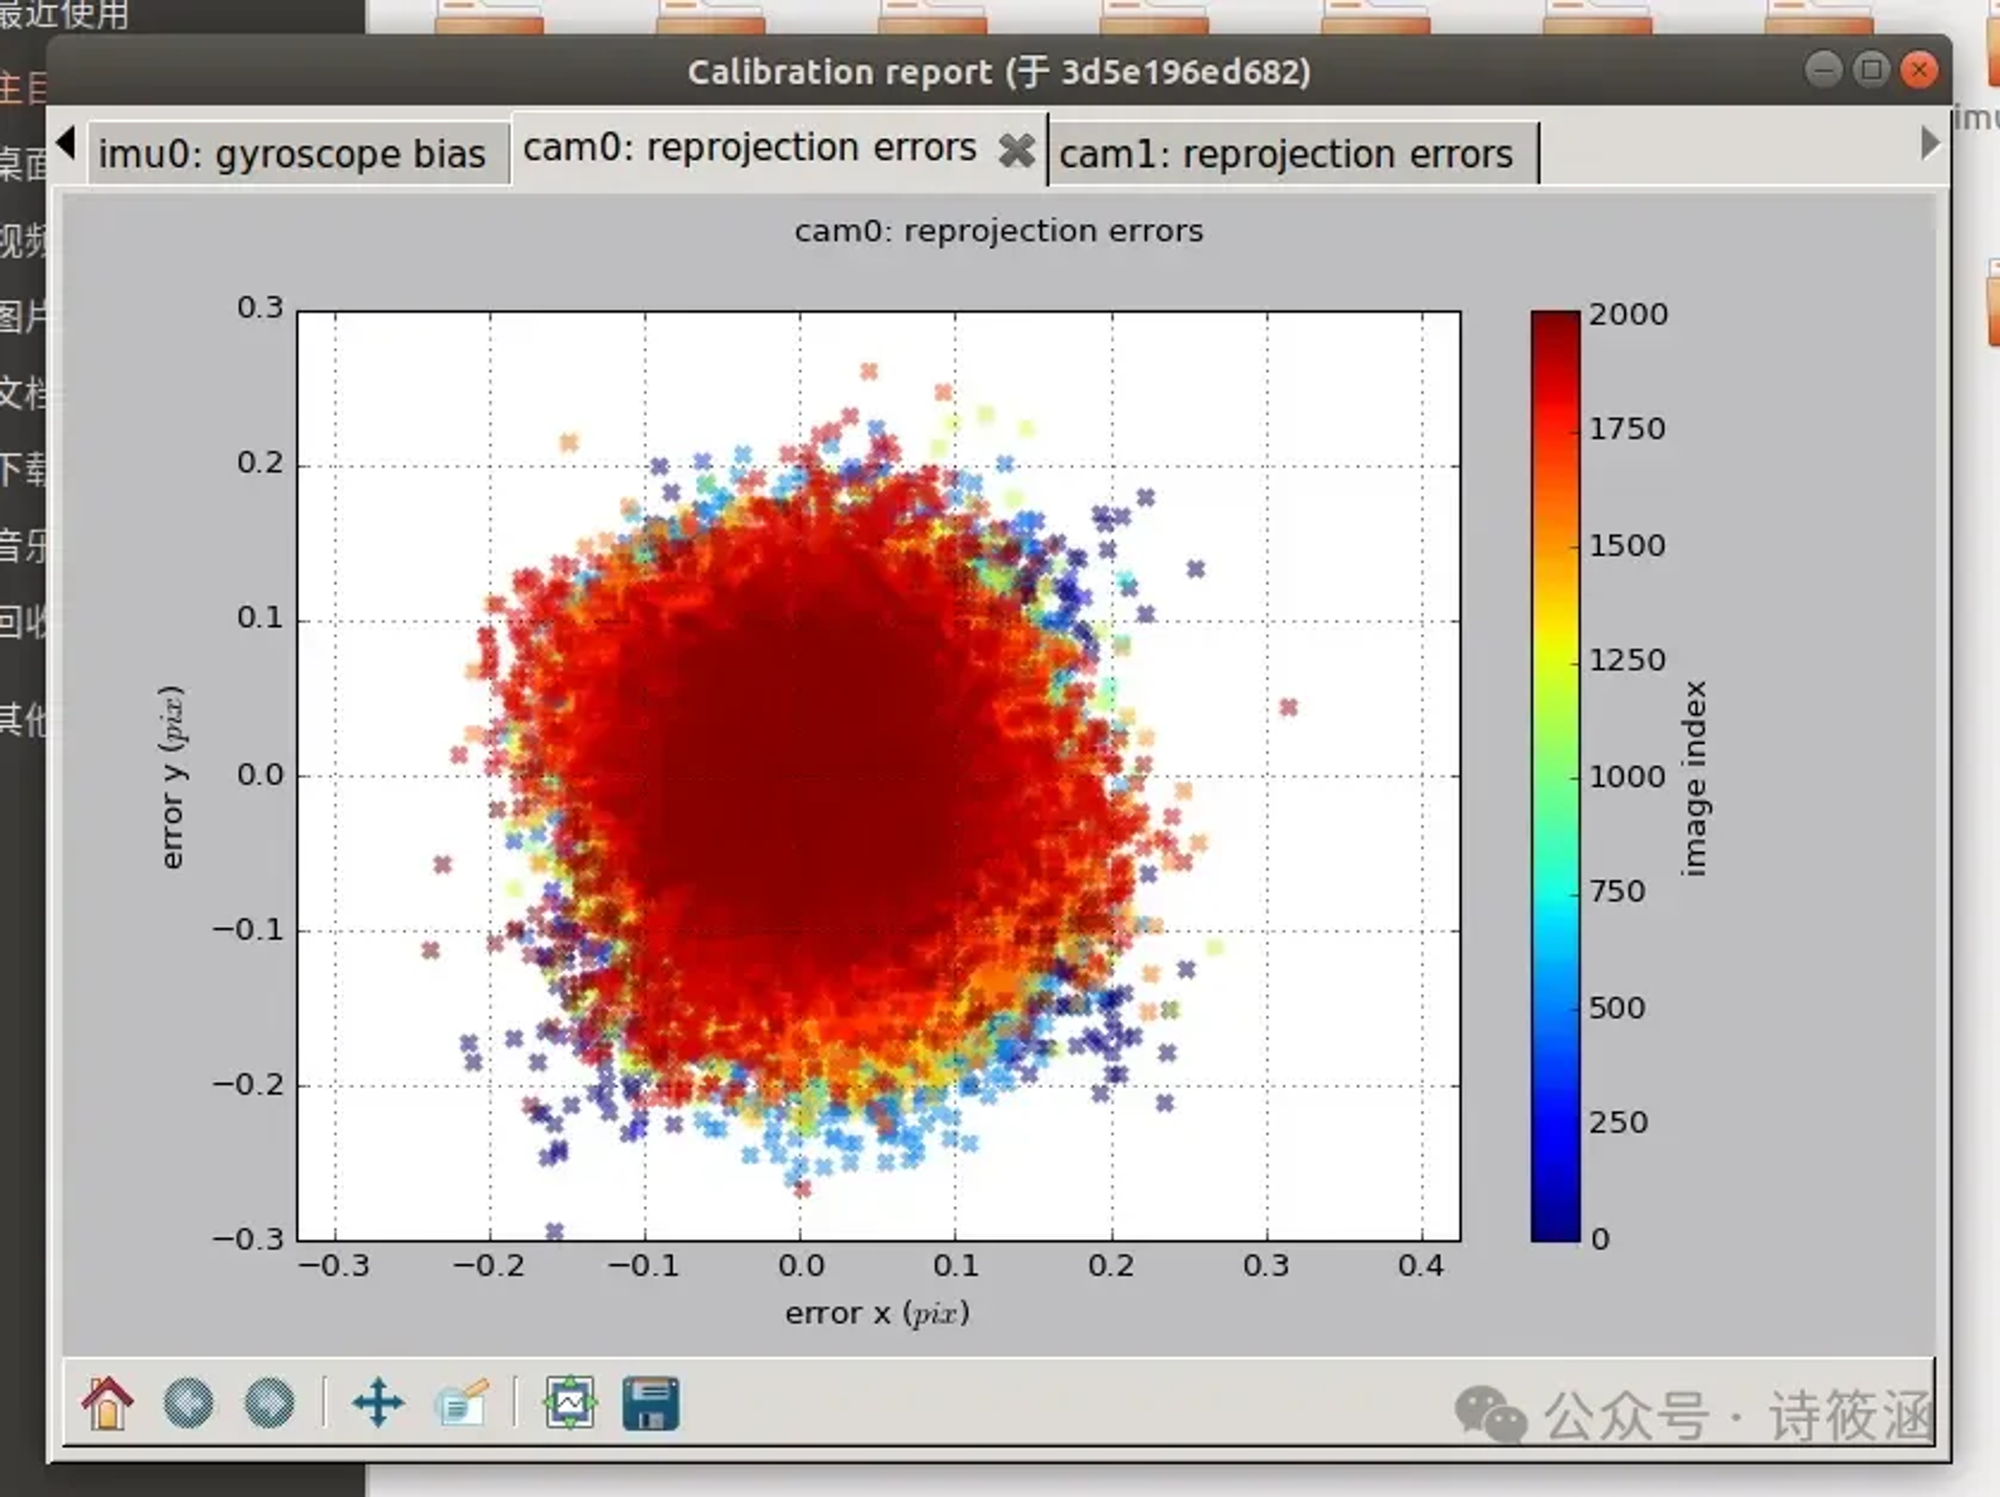 最近使用
Calibration report (于 3d5e196ed682)
imu0: gyroscope bias
cam0: reprojection errors
cam1: reprojection errors
cam0: reprojection errors
0.3
0.2
0.1
0.0
−0.1
−0.2
−0.3
error y (pix)
−0.3 −0.2 −0.1 0.0 0.1 0.2 0.3 0.4
error x (pix)
2000
1750
1500
1250
1000
750
500
250
0
image index
主目
桌面
视频
图片
文档
下载
音乐
回收
其他
imu
公众号 · 诗筱涵